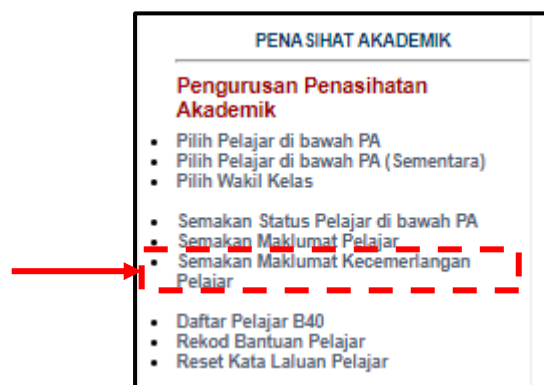 PENASIHAT AKADEMIK
Pengurusan Penasihatan
Akademik
• Pilih Pelajar di bawah PA
• Pilih Pelajar di bawah PA (Sementara)
• Pilih Wakil Kelas
• Semakan Status Pelajar di bawah PA
• Semakan Maklumat Pelajar
• Semakan Maklumat Kecemerlangan
Pelajar
• Daftar Pelajar B40
• Rekod Bantuan Pelajar
• Reset Kata Laluan Pelajar